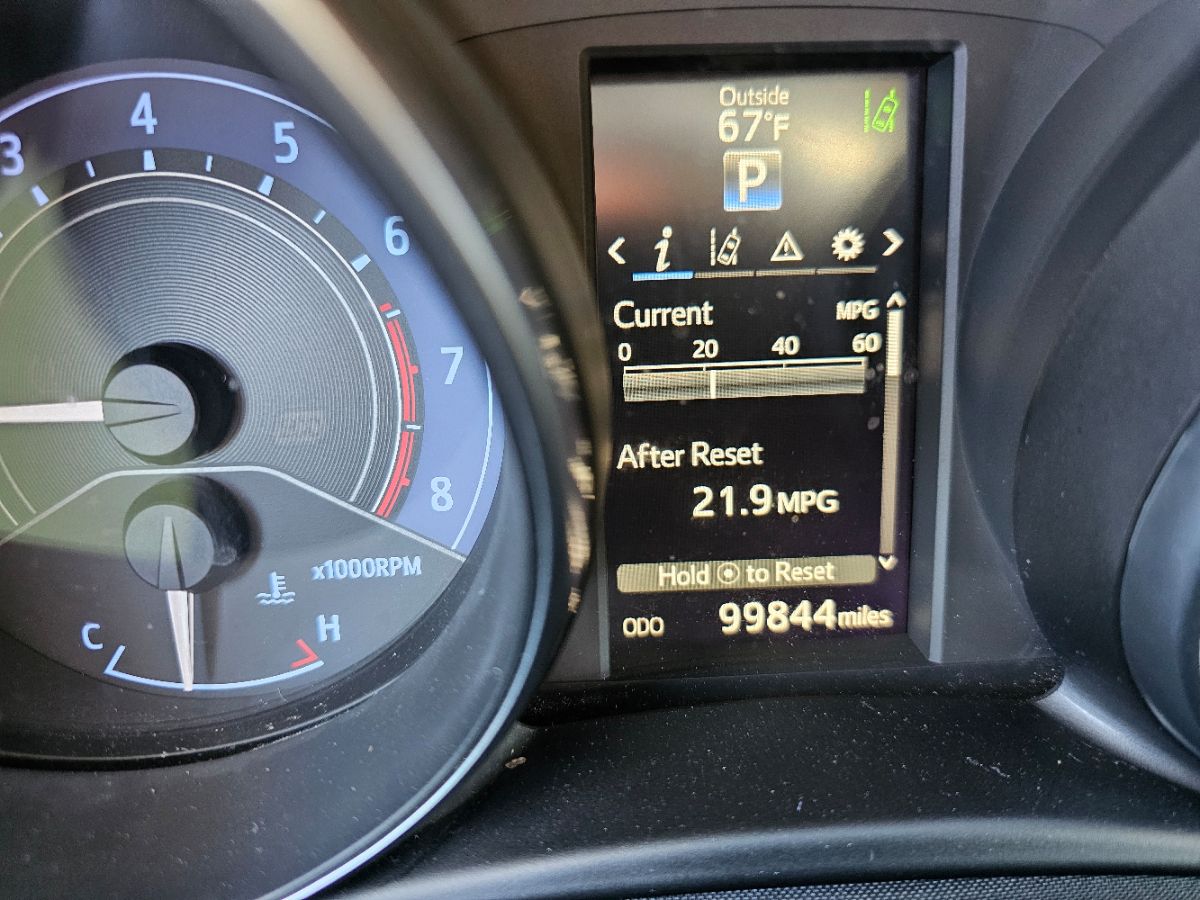 3
4
5
6
7
8
x1000RPM
C
H
Outside
67°F
P
i
Current MPG
0 20 40 60
After Reset
21.9 MPG
Hold to Reset
ODO 99844 miles